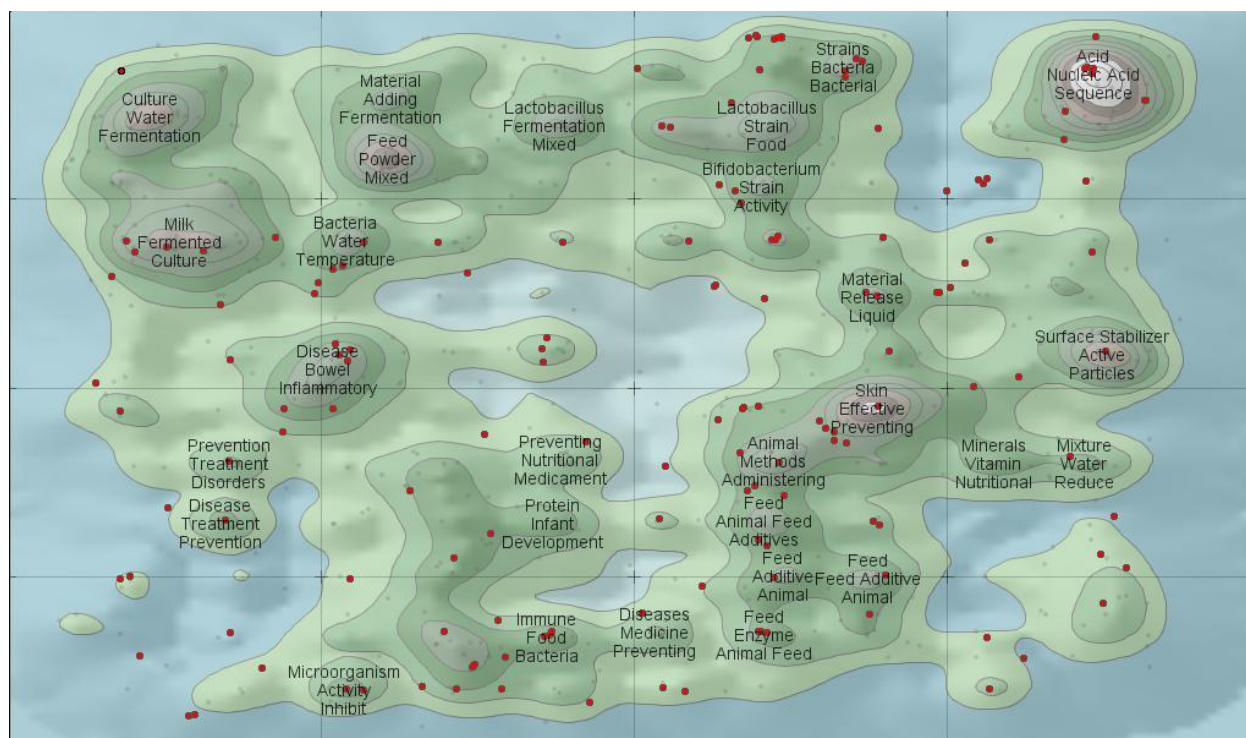 Culture
Water
Fermentation
Material
Adding
Fermentation
Feed
Powder
Mixed
Lactobacillus
Fermentation
Mixed
Strains
Bacteria
Bacterial
Lactobacillus
Strain
Food
Acid
Nucleic Acid
Sequence
Bifidobacterium
Strain
Activity
Milk
Fermented
Culture
Bacteria
Water
Temperature
Material
Release
Liquid
Surface Stabilizer
Active
Particles
Disease
Bowel
Inflammatory
Skin
Effective
Preventing
Prevention
Treatment
Disorders
Preventing
Nutritional
Medicament
Animal
Methods
Administering
Minerals
Vitamin
Nutritional
Mixture
Water
Reduce
Disease
Treatment
Prevention
Protein
Infant
Development
Feed
Animal Feed
Additives
Feed
Additive
Animal
Feed
Feed Additive
Animal
Immune
Food
Bacteria
Diseases
Medicine
Preventing
Feed
Enzyme
Animal Feed
Microorganism
Activity
Inhibit